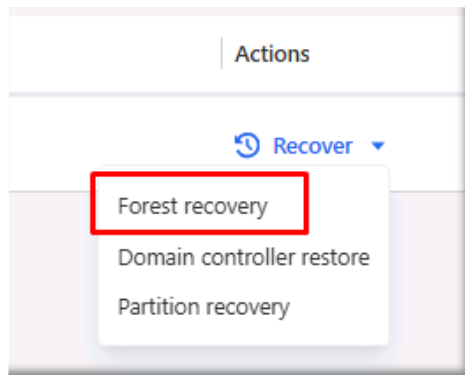 Actions
Recover
Forest recovery
Domain controller restore
Partition recovery